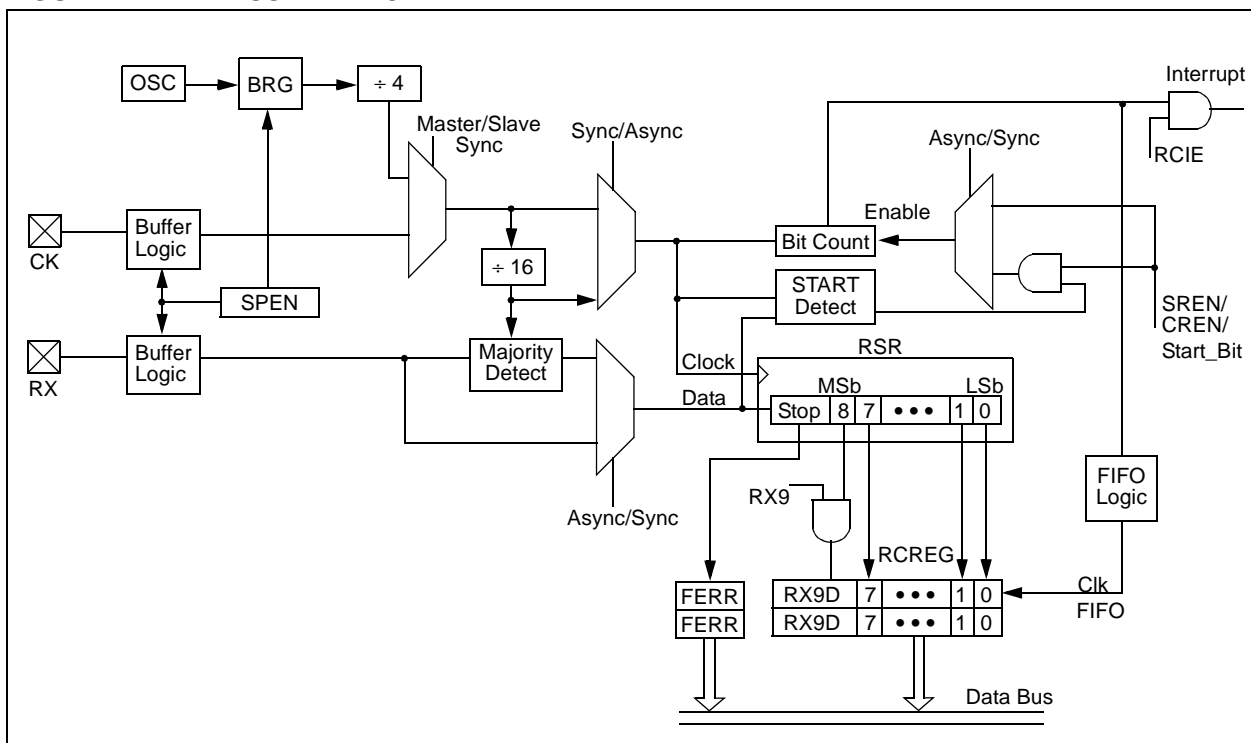 OSC
BRG
÷ 4
Interrupt
Master/Slave
Sync
Sync/Async
Async/Sync
RCIE
Buffer
Logic
CK
Enable
Bit Count
÷ 16
SPEN
START
Detect
SREN/
CREN/
Start_Bit
Buffer
Logic
RX
Majority
Detect
Clock
RSR
MSb
LSb
Data
Stop 8 7 ••• 1 0
Async/Sync
RX9
FIFO
Logic
RCREG
Clk
FIFO
FERR
RX9D 7 ••• 1 0
FERR
RX9D 7 ••• 1 0
Data Bus